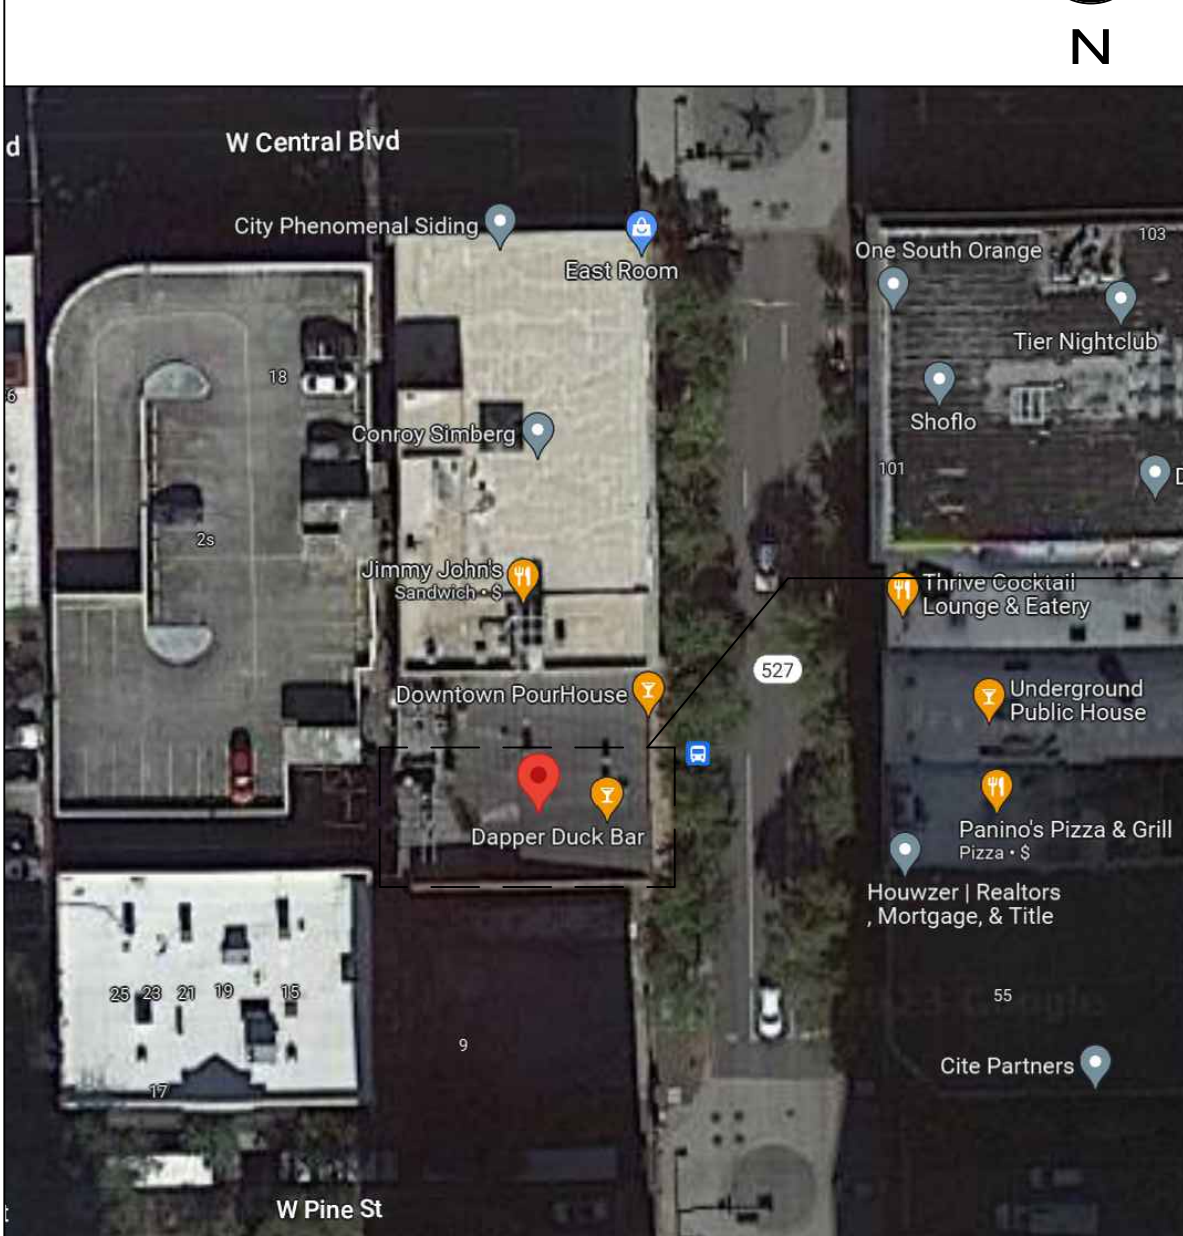 N
d
W Central Blvd
City Phenomenal Siding
East Room
103
One South Orange
Tier Nightclub
18
6
Shoflo
Conroy Simberg
101
D
2s
Jimmy John's
Sandwich • $
Thrive Cocktail
Lounge & Eatery
527
Downtown PourHouse
Underground
Public House
Dapper Duck Bar
Panino's Pizza & Grill
Pizza • $
Houwzer | Realtors
, Mortgage, & Title
25 23 21 19 15
55
9
Cite Partners
17
W Pine St
t